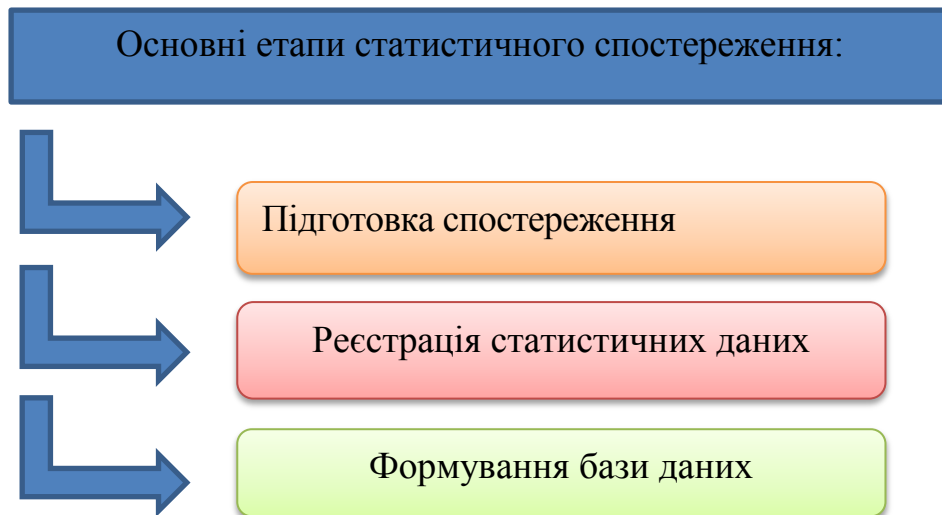 Основні етапи статистичного спостереження:
Підготовка спостереження
Реєстрація статистичних даних
Формування бази даних